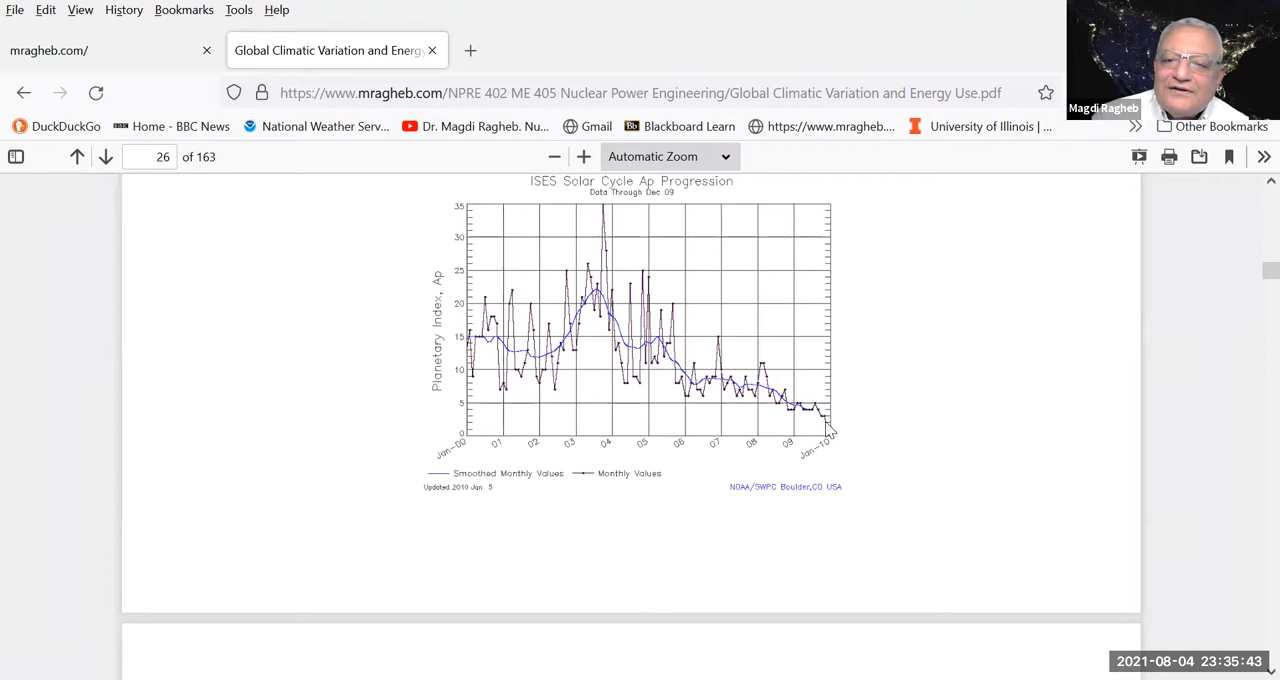 File Edit View History Bookmarks Tools Help
mragheb.com/
Global Climatic Variation and Energy
https://www.mragheb.com/NPRE 402 ME 405 Nuclear Power Engineering/Global Climatic Variation and Energy Use.pdf
Magdi Ragheb
DuckDuckGo
Home - BBC News
National Weather Serv...
Dr. Magdi Ragheb. Nu...
Gmail
Bb
Blackboard Learn
https://www.mragheb....
University of Illinois |...
Other Bookmarks
26 of 163
Automatic Zoom
ISES Solar Cycle Ap Progression
Data Through Dec 09
Planetary Index, Ap
35
30
25
20
15
10
5
0
Jan-00 01 02 03 04 05 06 07 08 09 Jan-10
Smoothed Monthly Values Monthly Values
Updated 2010 Jan 5
NOAA/SWPC Boulder,CO USA
2021-08-04 23:35:43